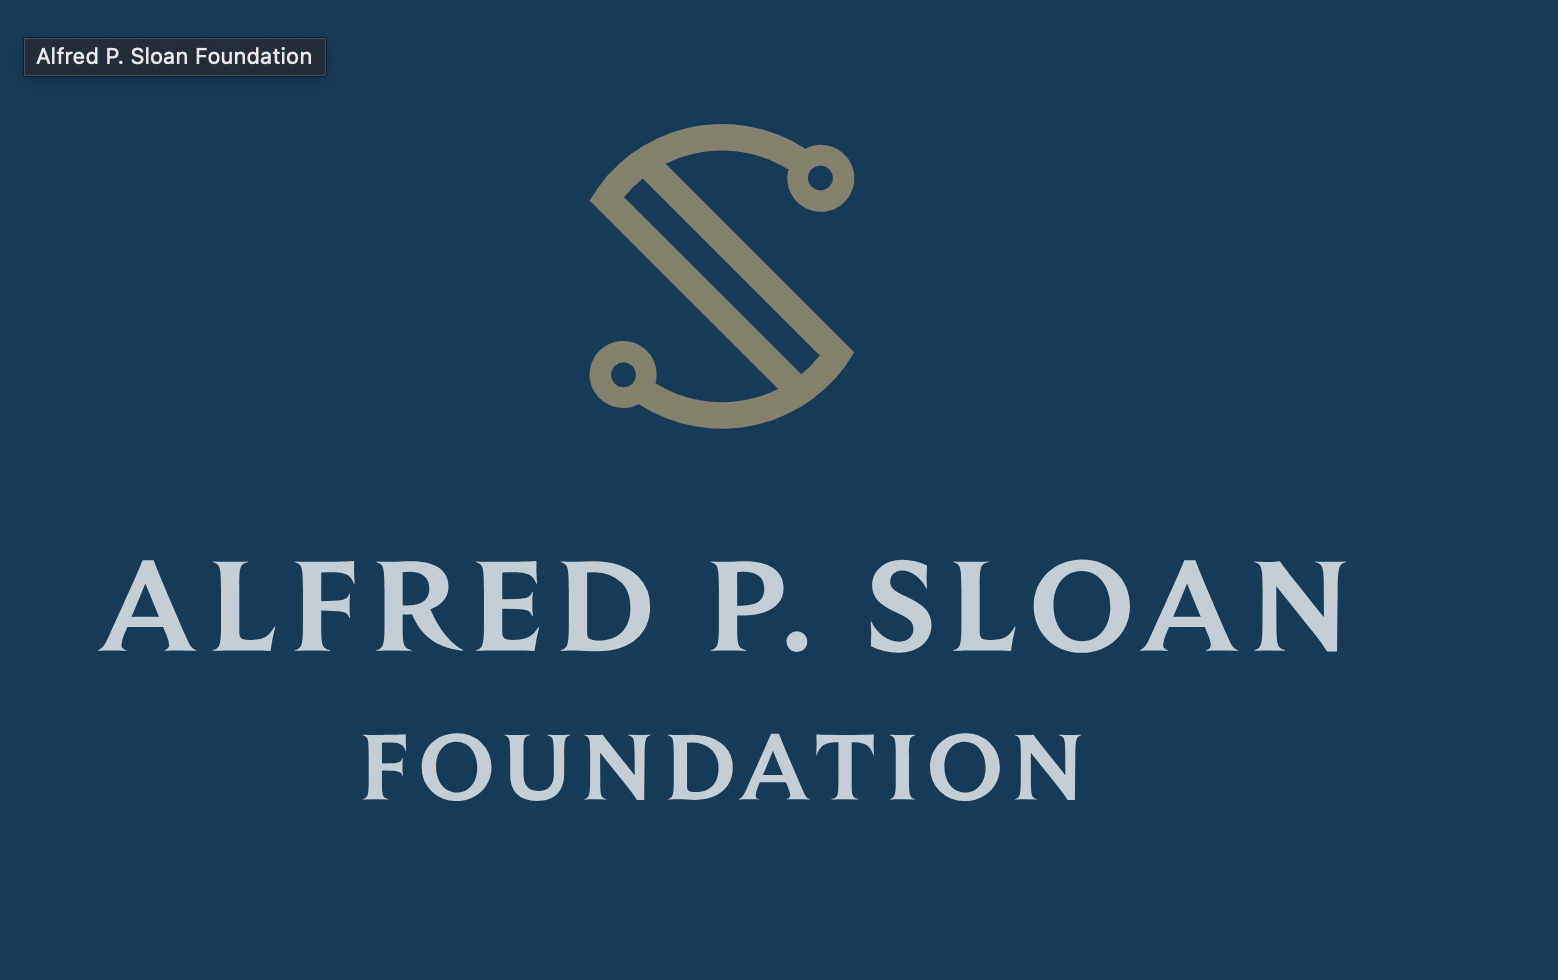 Alfred P. Sloan Foundation
ALFRED P. SLOAN
FOUNDATION